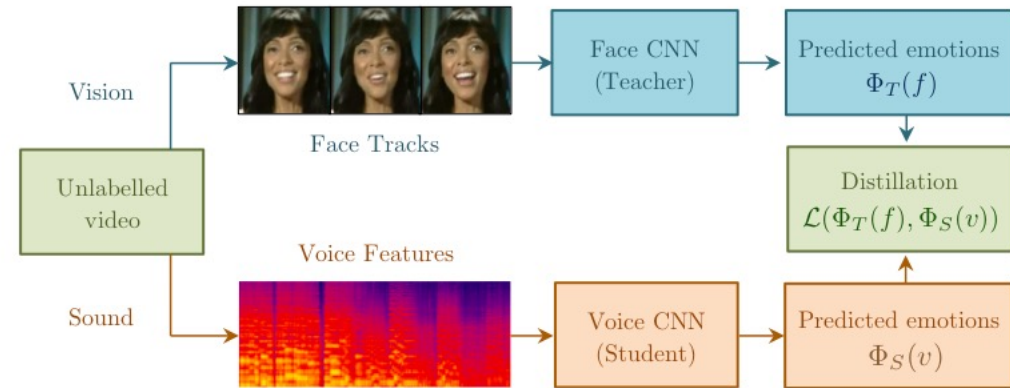 Vision
Face Tracks
Face CNN
(Teacher)
Predicted emotions
Φ_T(f)
Unlabelled
video
Distillation
ℒ(Φ_T(f), Φ_S(v))
Sound
Voice Features
Voice CNN
(Student)
Predicted emotions
Φ_S(v)